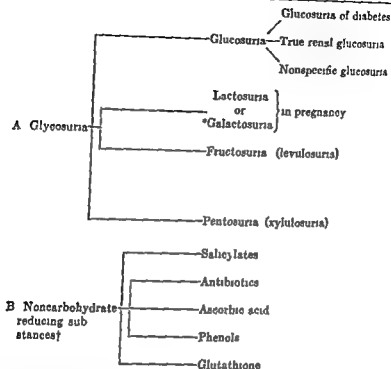 Glucosuria of diabetes
Glucosuria
True renal glucosuria
Nonspecific glucosuria
Lactosuria
or
*Galactosuria
in pregnancy
A Glycosuria
Fructosuria (levulosuria)
Pentosuria (xylulosuria)
Salicylates
Antibiotics
B Noncarbohydrate
reducing sub
stances†
Ascorbic acid
Phenols
Glutathione